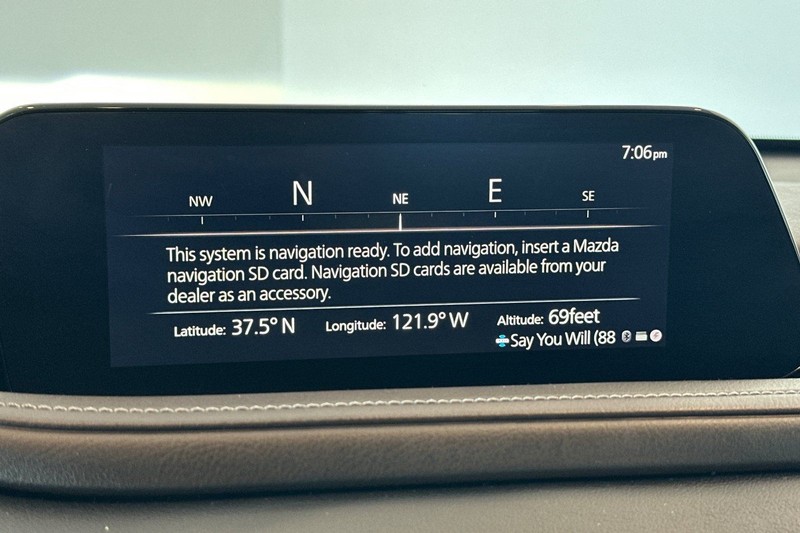 7:06pm
NW N NE E SE
This system is navigation ready. To add navigation, insert a Mazda
navigation SD card. Navigation SD cards are available from your
dealer as an accessory.
Latitude: 37.5° N Longitude: 121.9° W Altitude: 69feet
Say You Will (88